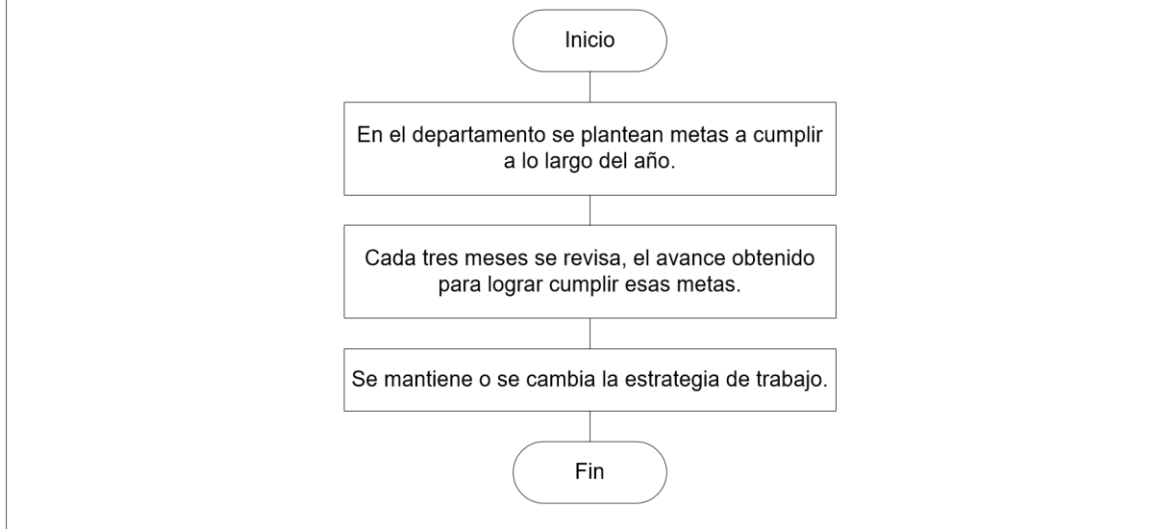 Inicio
En el departamento se plantean metas a cumplir
a lo largo del año.
Cada tres meses se revisa, el avance obtenido
para lograr cumplir esas metas.
Se mantiene o se cambia la estrategia de trabajo.
Fin